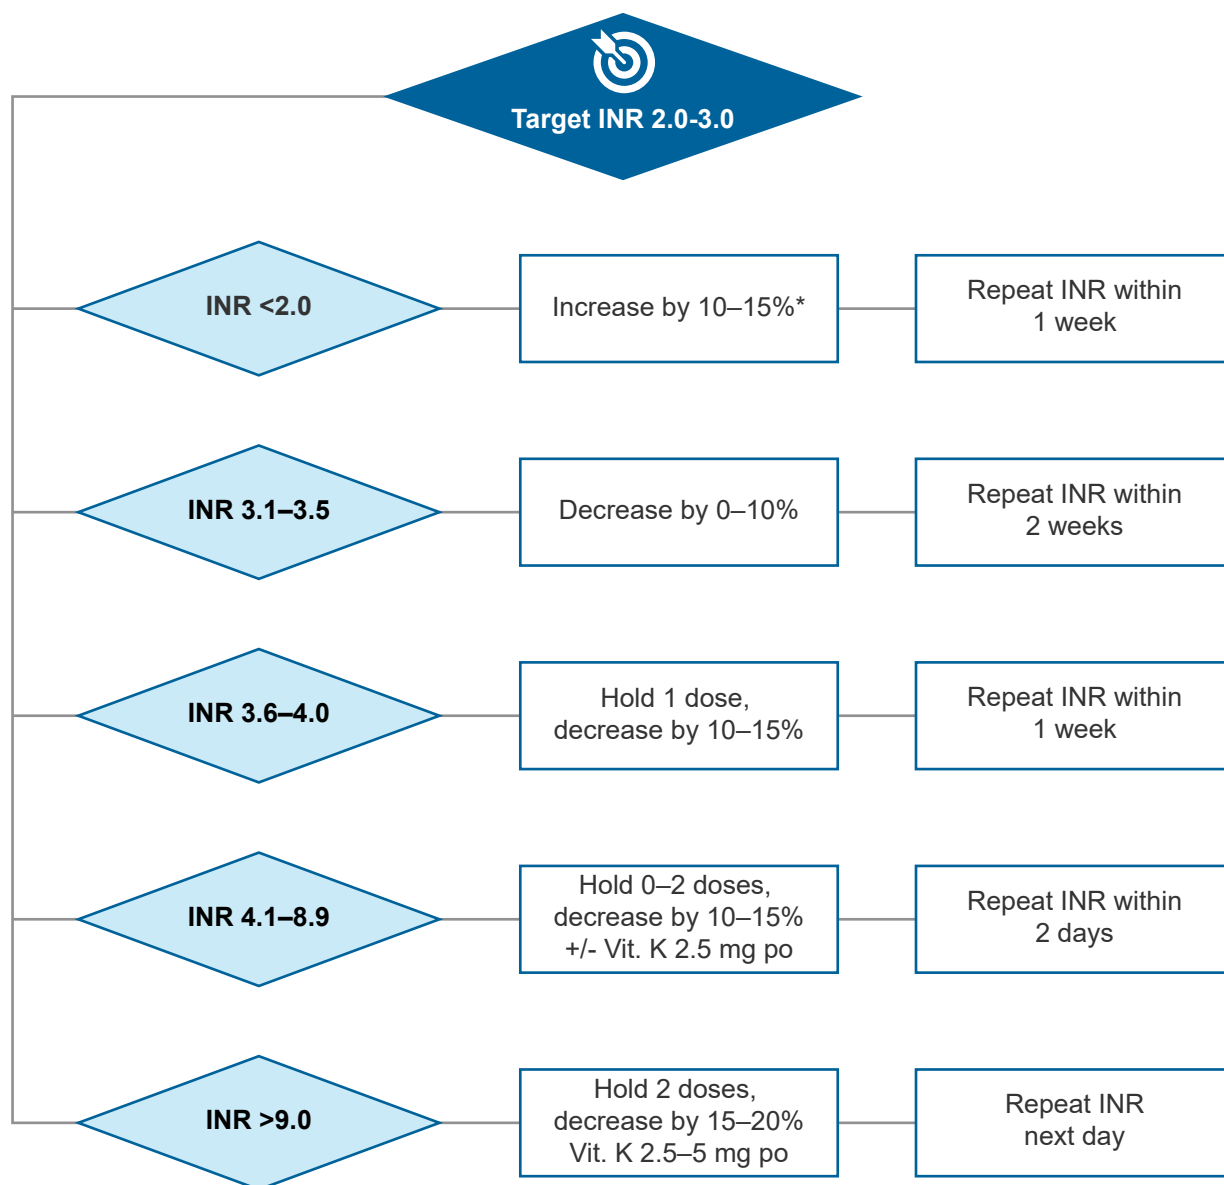 Target INR 2.0-3.0
INR <2.0
Increase by 10–15%*
Repeat INR within
1 week
INR 3.1–3.5
Decrease by 0–10%
Repeat INR within
2 weeks
INR 3.6–4.0
Hold 1 dose,
decrease by 10–15%
Repeat INR within
1 week
INR 4.1–8.9
Hold 0–2 doses,
decrease by 10–15%
+/- Vit. K 2.5 mg po
Repeat INR within
2 days
INR >9.0
Hold 2 doses,
decrease by 15–20%
Vit. K 2.5–5 mg po
Repeat INR
next day